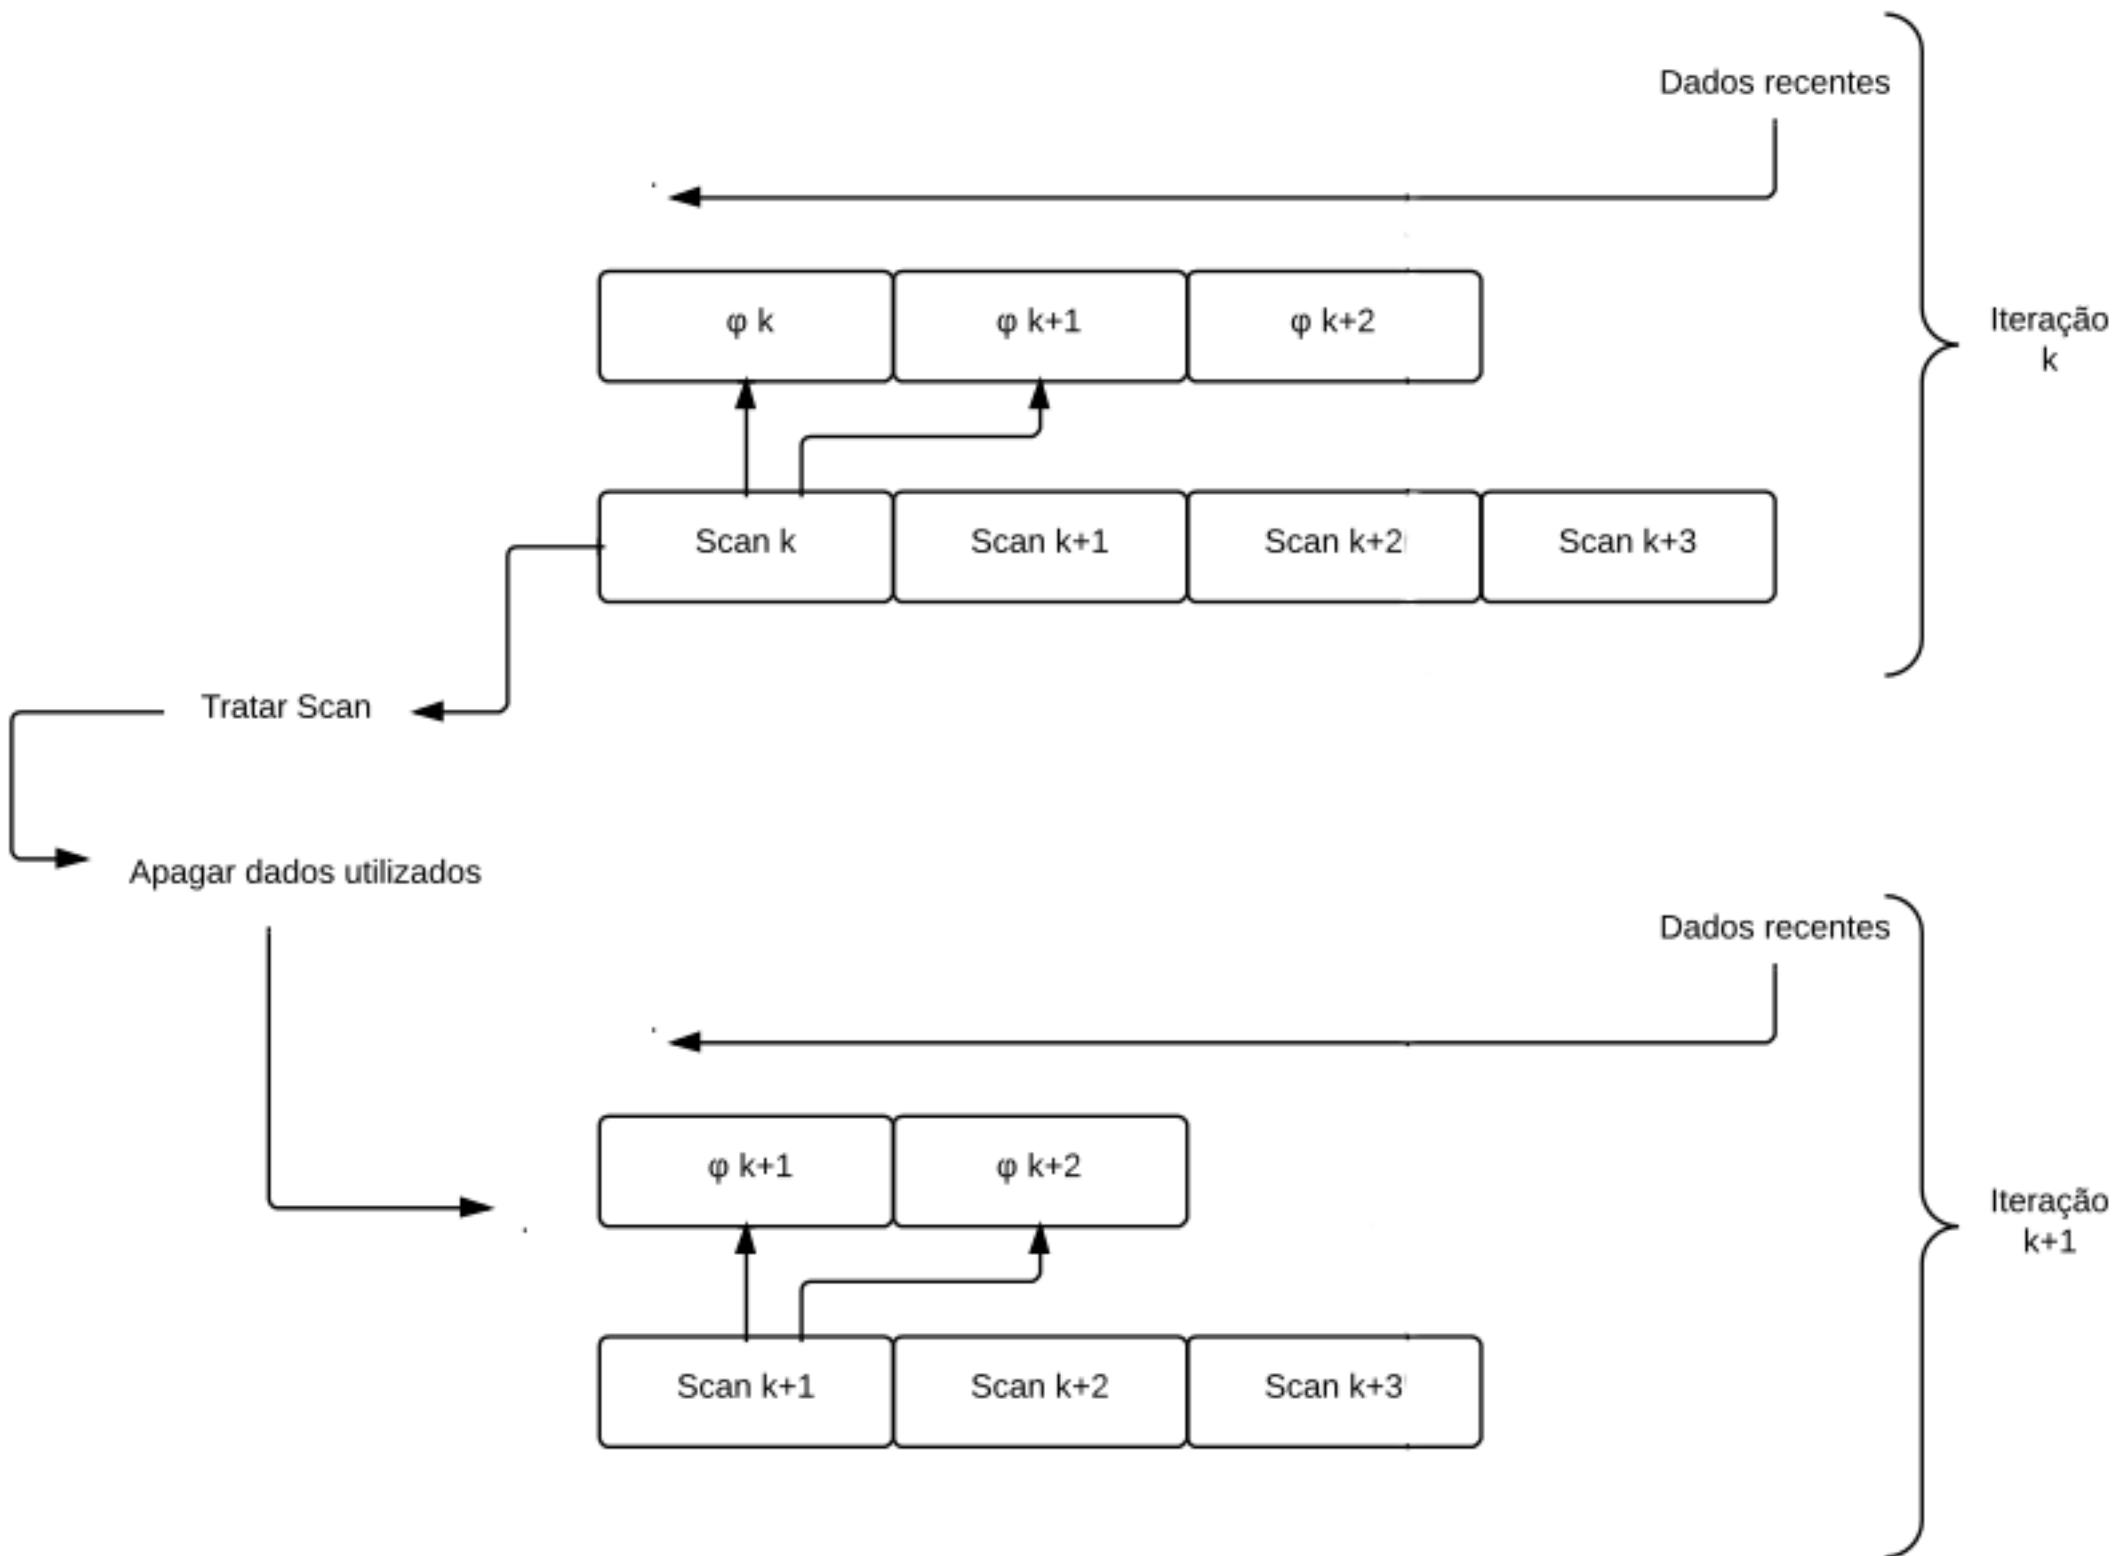 Dados recentes
φ k
φ k+1
φ k+2
Iteração
k
Scan k
Scan k+1
Scan k+2
Scan k+3
Tratar Scan
Apagar dados utilizados
Dados recentes
φ k+1
φ k+2
Iteração
k+1
Scan k+1
Scan k+2
Scan k+3